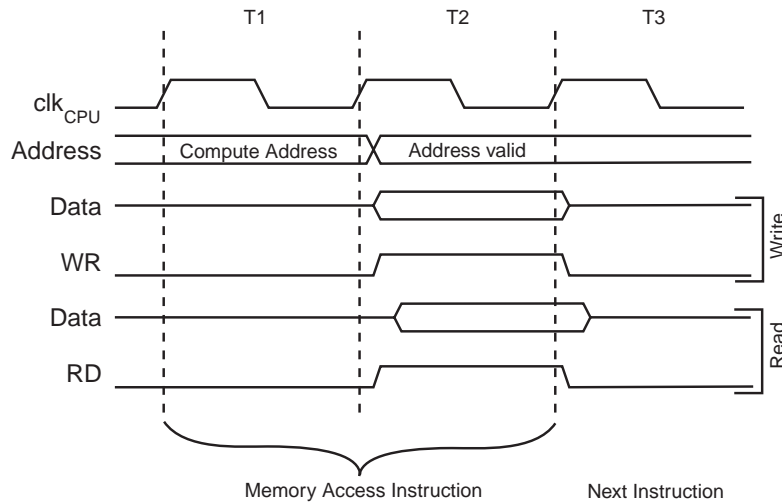 T1 T2 T3
clkCPU
Address Compute Address Address valid
Data
WR
Write
Data
RD
Read
Memory Access Instruction Next Instruction